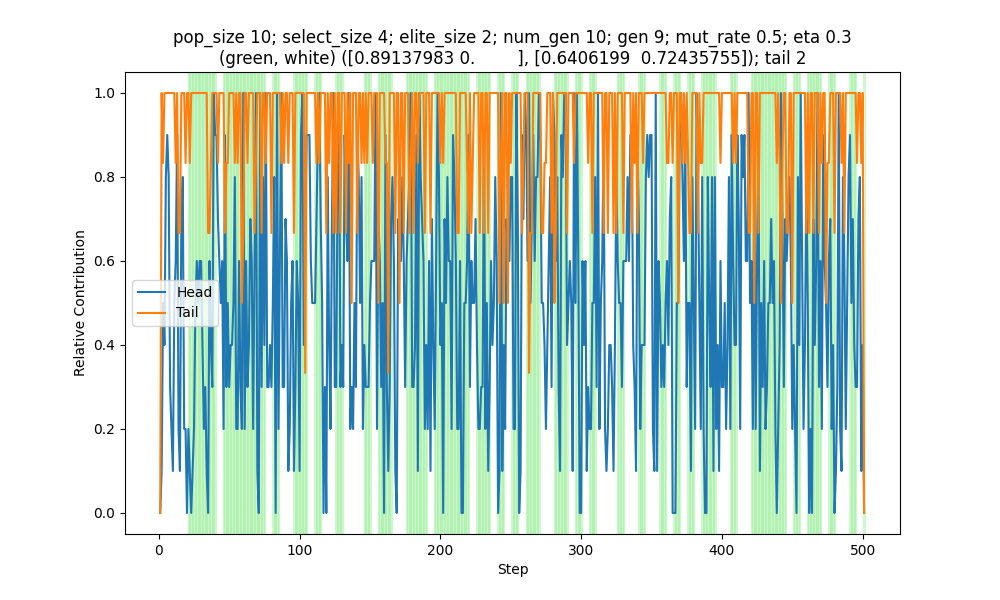 pop_size 10; select_size 4; elite_size 2; num_gen 10; gen 9; mut_rate 0.5; eta 0.3
(green, white) ([0.89137983 0.        ], [0.6406199  0.72435755]); tail 2
1.0
0.8
0.6
0.4
0.2
0.0
Relative Contribution
Head
Tail
0
100
200
300
400
500
Step